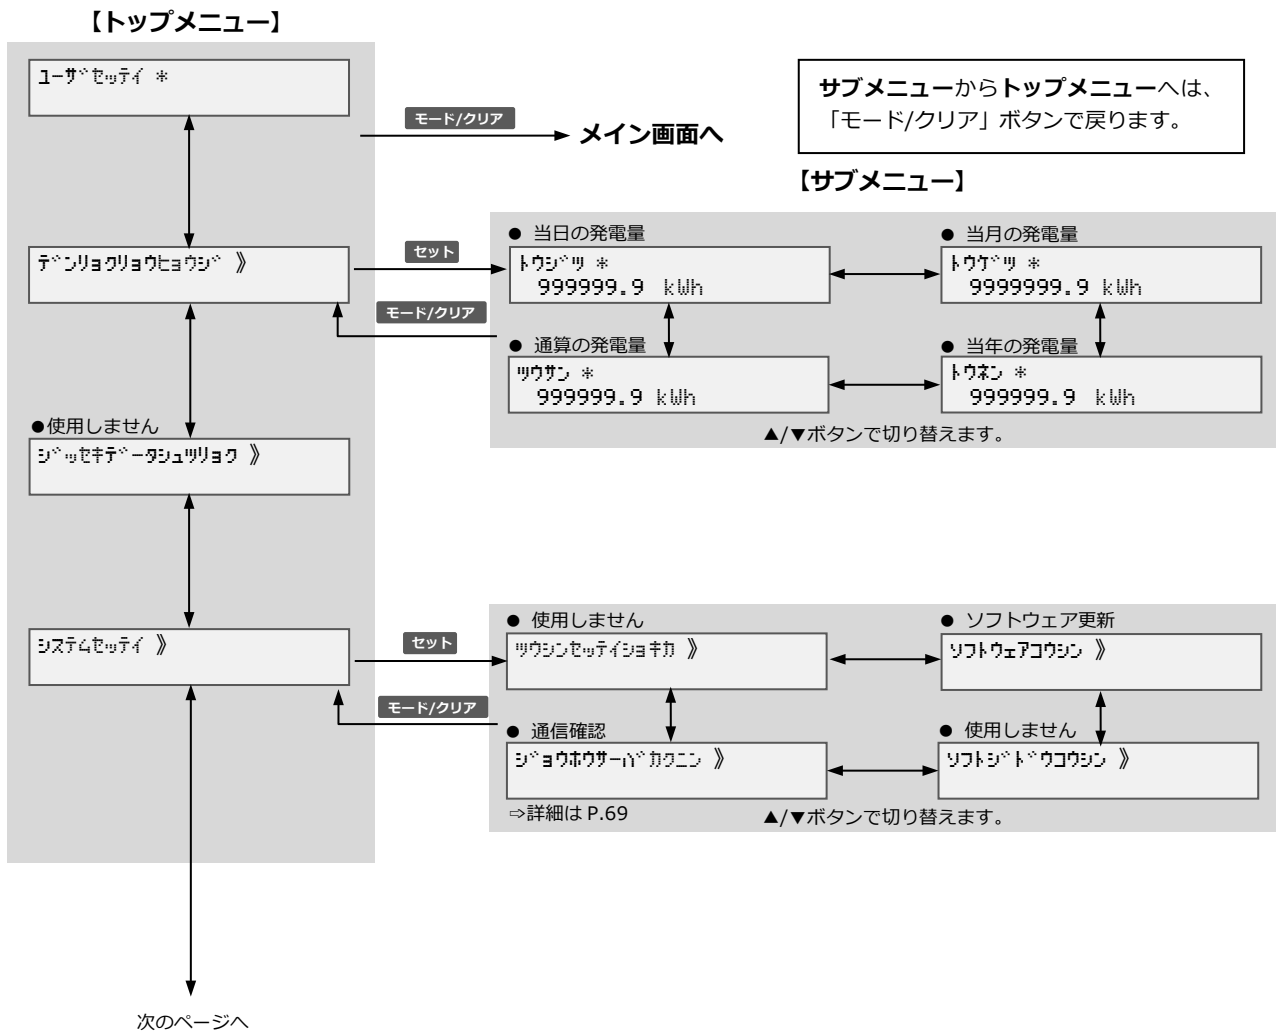 【トップメニュー】
ユーザセッテイ *
モード/クリア
メイン画面へ
サブメニューからトップメニューへは、
「モード/クリア」ボタンで戻ります。
【サブメニュー】
デンリョクリョウヒョウジ 》
セット
モード/クリア
● 当日の発電量
トウジツ *
999999.9 kWh
● 当月の発電量
トウゲツ *
9999999.9 kWh
● 通算の発電量
ツウサン *
999999.9 kWh
● 当年の発電量
トウネン *
999999.9 kWh
▲/▼ボタンで切り替えます。
●使用しません
ジッセキデータシュツリョク 》
システムセッテイ 》
セット
モード/クリア
● 使用しません
ツウシンセッテイショキカ 》
● ソフトウェア更新
ソフトウェアコウシン 》
● 通信確認
ジョウホウサーバカクニン 》
● 使用しません
ソフトジドウコウシン 》
⇨詳細は P.69
▲/▼ボタンで切り替えます。
次のページへ